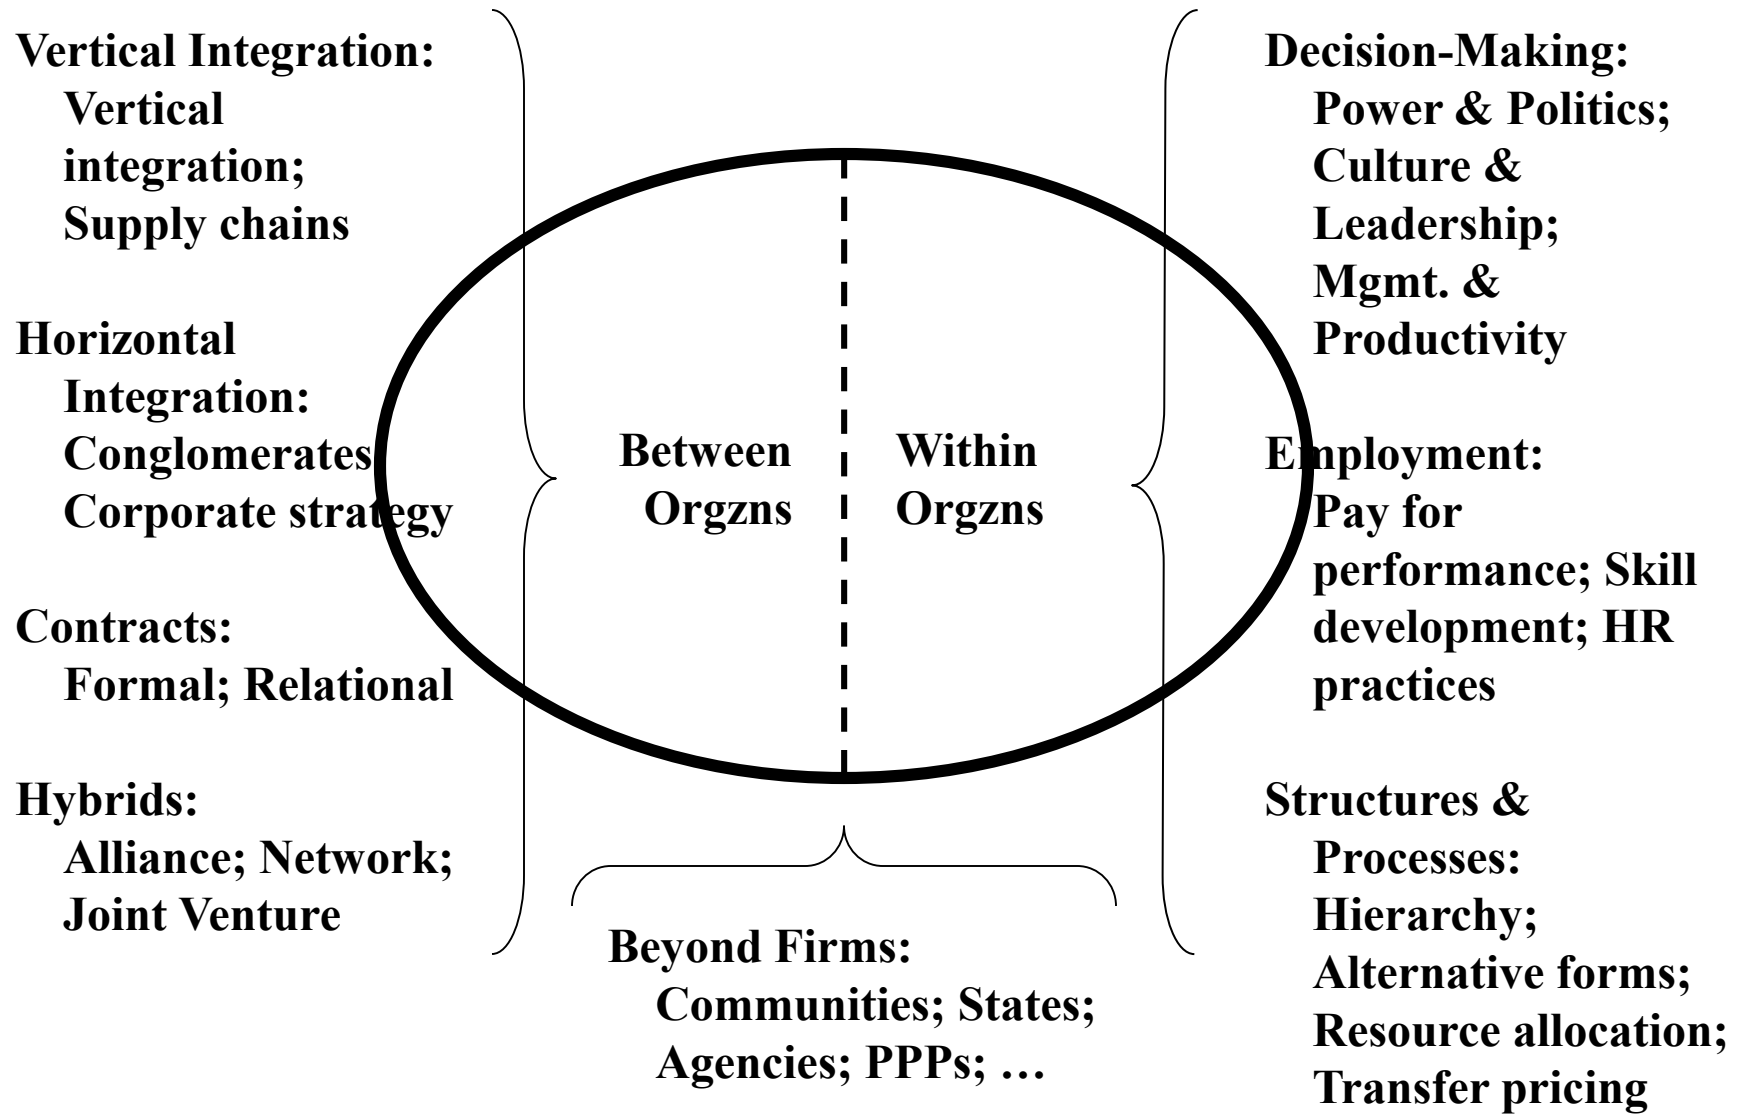 Vertical Integration:
Vertical
integration;
Supply chains
Horizontal
Integration:
Conglomerates
Corporate strategy
Contracts:
Formal; Relational
Hybrids:
Alliance; Network;
Joint Venture
Between
Orgzns
Within
Orgzns
Beyond Firms:
Communities; States;
Agencies; PPPs; …
Decision-Making:
Power & Politics;
Culture &
Leadership;
Mgmt. &
Productivity
Employment:
Pay for
performance; Skill
development; HR
practices
Structures &
Processes:
Hierarchy;
Alternative forms;
Resource allocation;
Transfer pricing